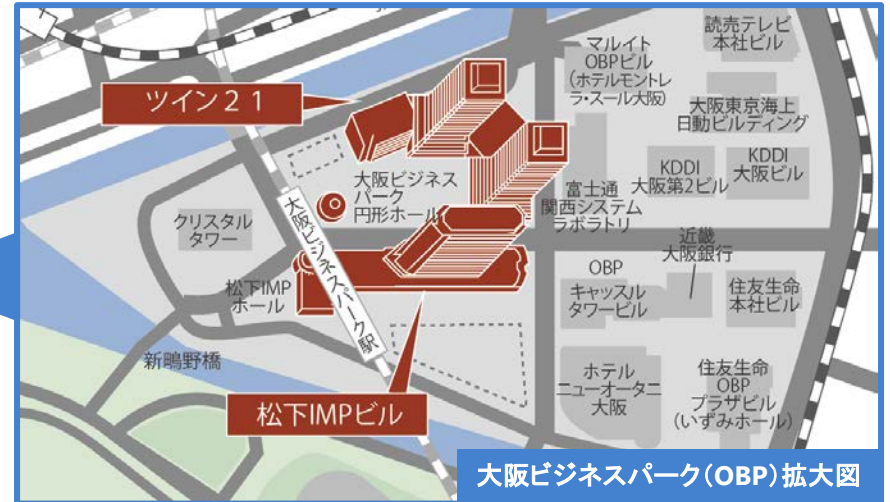 読売テレビ
本社ビル
マルイト
OBPビル
(ホテルモントレ
ラ・スール大阪)
ツイン21
大阪東京海上
日動ビルディング
KDDI
大阪第2ビル
KDDI
大阪ビル
大阪ビジネス
パーク
円形ホール
富士通
関西システム
ラボラトリ
クリスタル
タワー
大阪ビジネスパーク駅
近畿
大阪銀行
松下IMP
ホール
OBP
キャッスル
タワービル
住友生命
本社ビル
新鴫野橋
ホテル
ニューオータニ
大阪
住友生命
OBP
プラザビル
(いずみホール)
松下IMPビル
大阪ビジネスパーク(OBP)拡大図